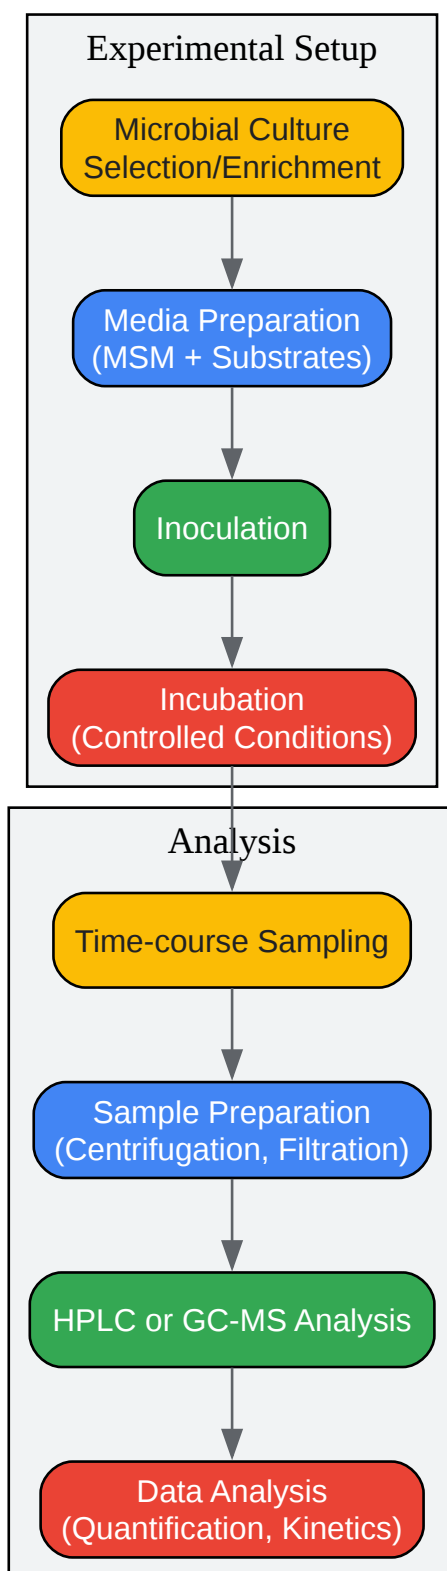 Experimental Setup
Microbial Culture
Selection/Enrichment
Media Preparation
(MSM + Substrates)
Inoculation
Incubation
(Controlled Conditions)
Analysis
Time-course Sampling
Sample Preparation
(Centrifugation, Filtration)
HPLC or GC-MS Analysis
Data Analysis
(Quantification, Kinetics)